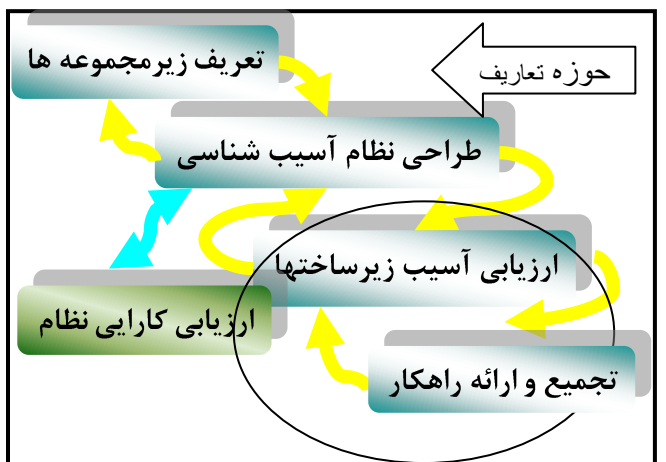 تعریف زیرمجموعه ها
حوزه تعاریف
طراحی نظام آسیب شناسی
ارزیابی آسیب زیرساختها
ارزیابی کارایی نظام
تجمیع و ارائه راهکار